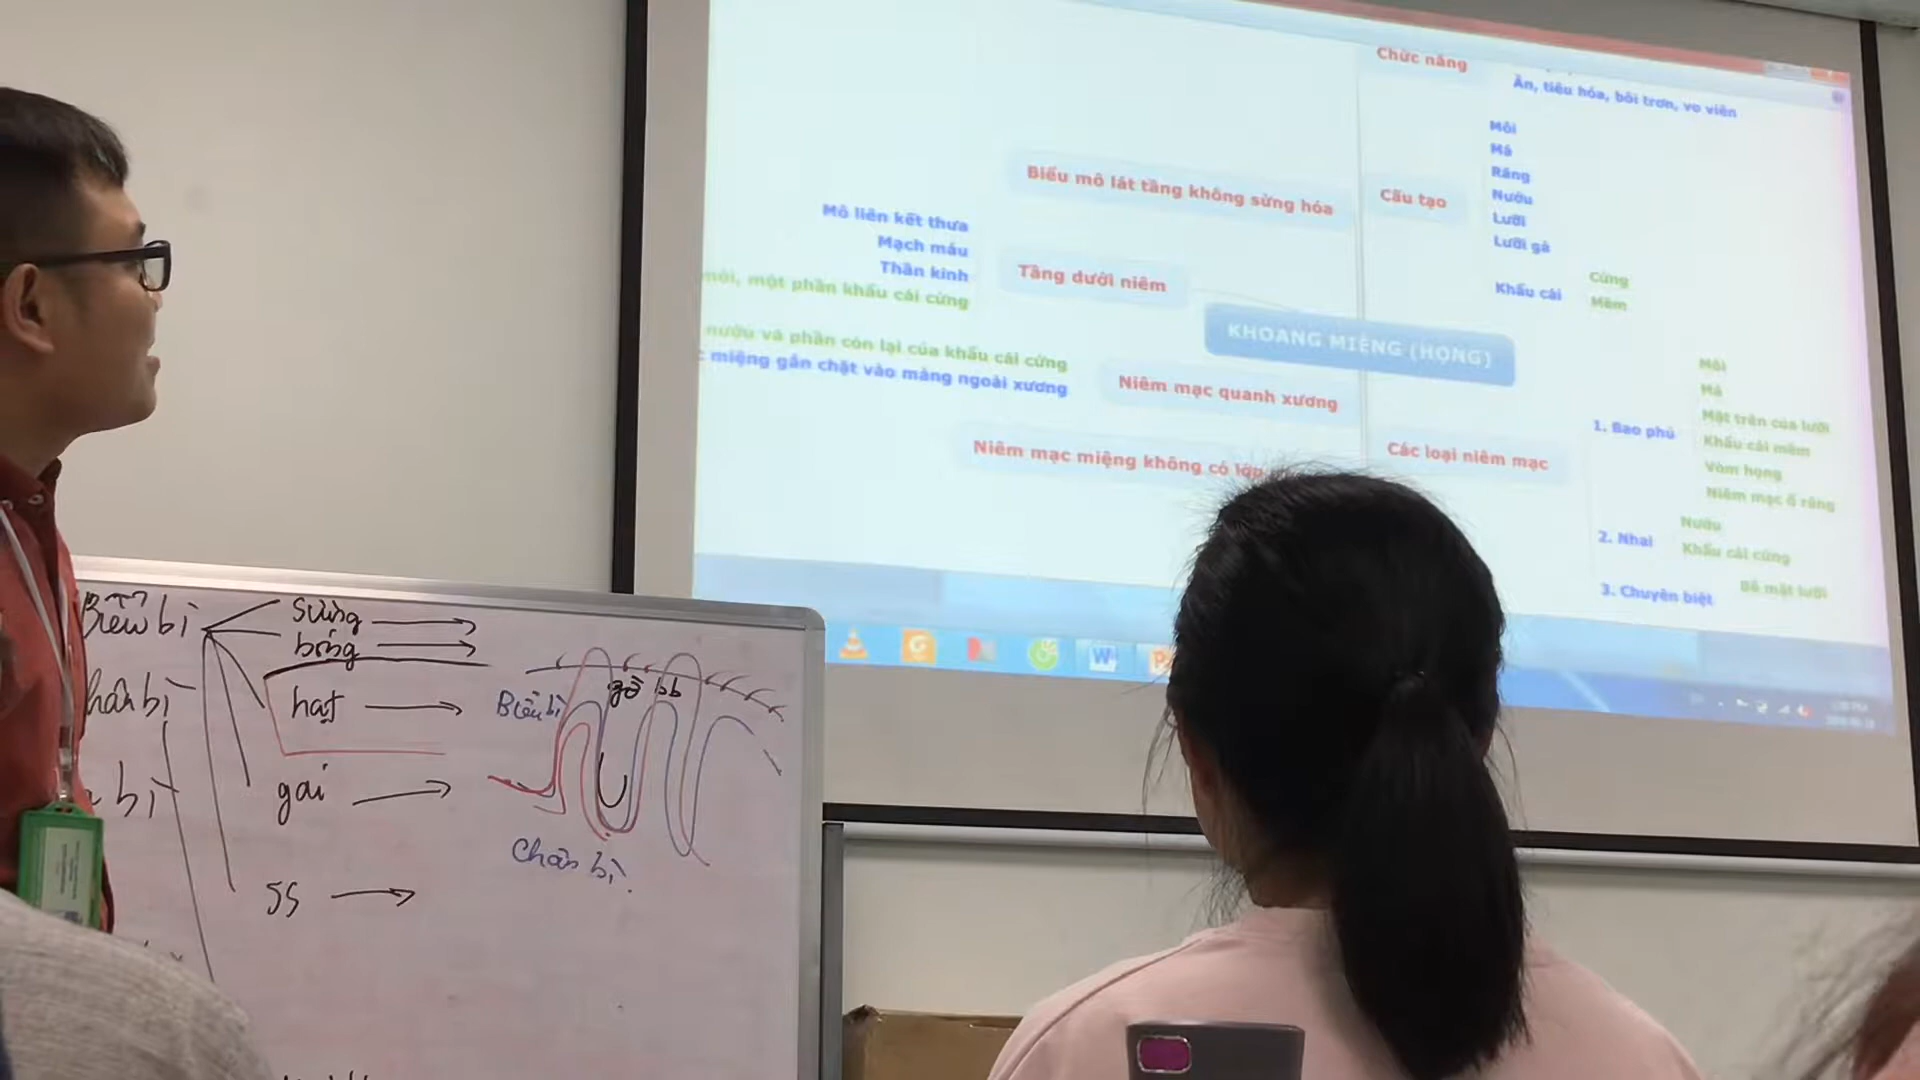 Chức năng
Ăn, tiêu hóa, bôi trơn, vo viên
Cấu tạo
Môi
Má
Răng
Nướu
Lưỡi
Lưỡi gà
Khẩu cái
Cứng
Mềm
Biểu mô lát tầng không sừng hóa
Mô liên kết thưa
Mạch máu
Thần kinh
Tầng dưới niêm
môi, một phần khẩu cái cứng
KHOANG MIỆNG (HỌNG)
nướu và phần còn lại của khẩu cái cứng
miệng gắn chặt vào màng ngoài xương
Niêm mạc quanh xương
Niêm mạc miệng không có lớp
Các loại niêm mạc
1. Bao phủ
Môi
Má
Mặt trên của lưỡi
Khẩu cái mềm
Vòm họng
Niêm mạc ổ răng
2. Nhai
Nướu
Khẩu cái cứng
3. Chuyên biệt
Bề mặt lưỡi
Biểu bì
sừng
bóng
hạt
gai
SS
Biểu bì
gờ bb
Chân bì.
bì